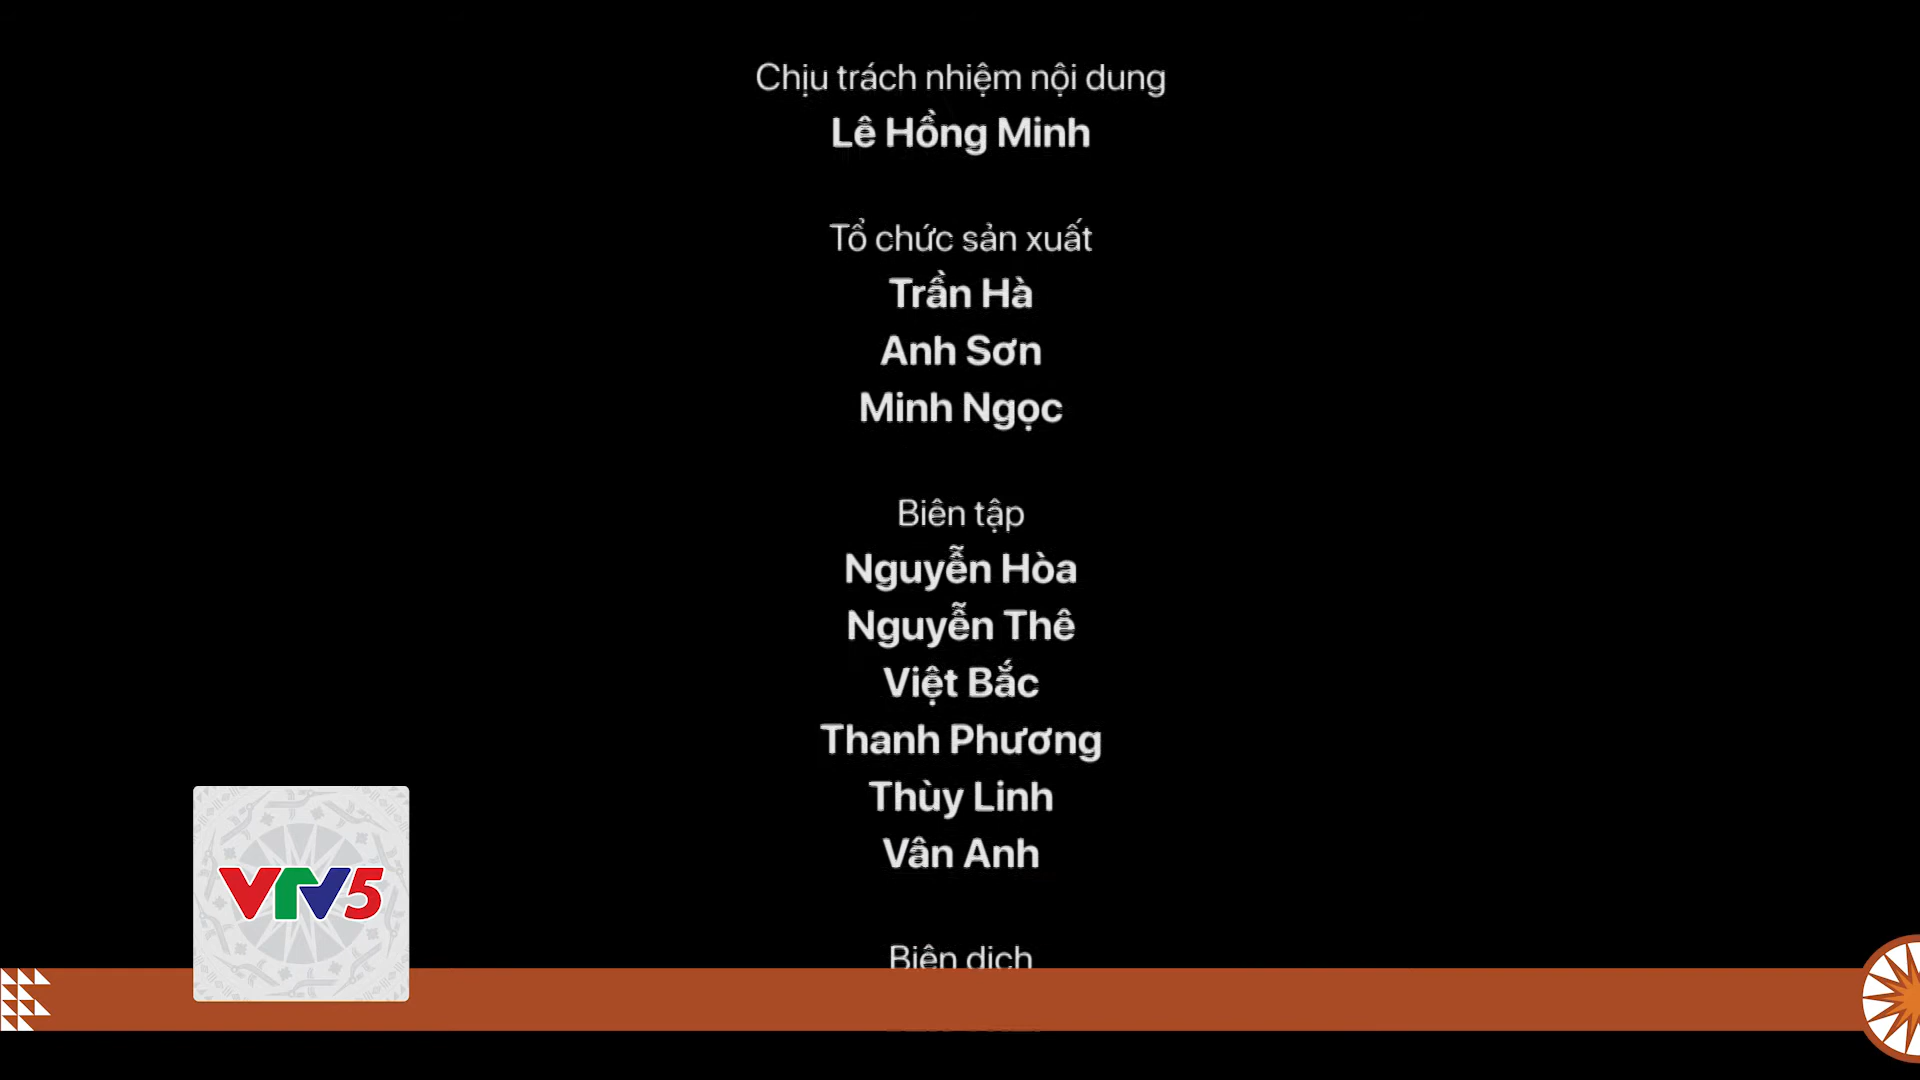 Chịu trách nhiệm nội dung
Lê Hồng Minh
Tổ chức sản xuất
Trần Hà
Anh Sơn
Minh Ngọc
Biên tập
Nguyễn Hòa
Nguyễn Thê
Việt Bắc
Thanh Phương
Thùy Linh
Vân Anh
VTV5
Biên dịch